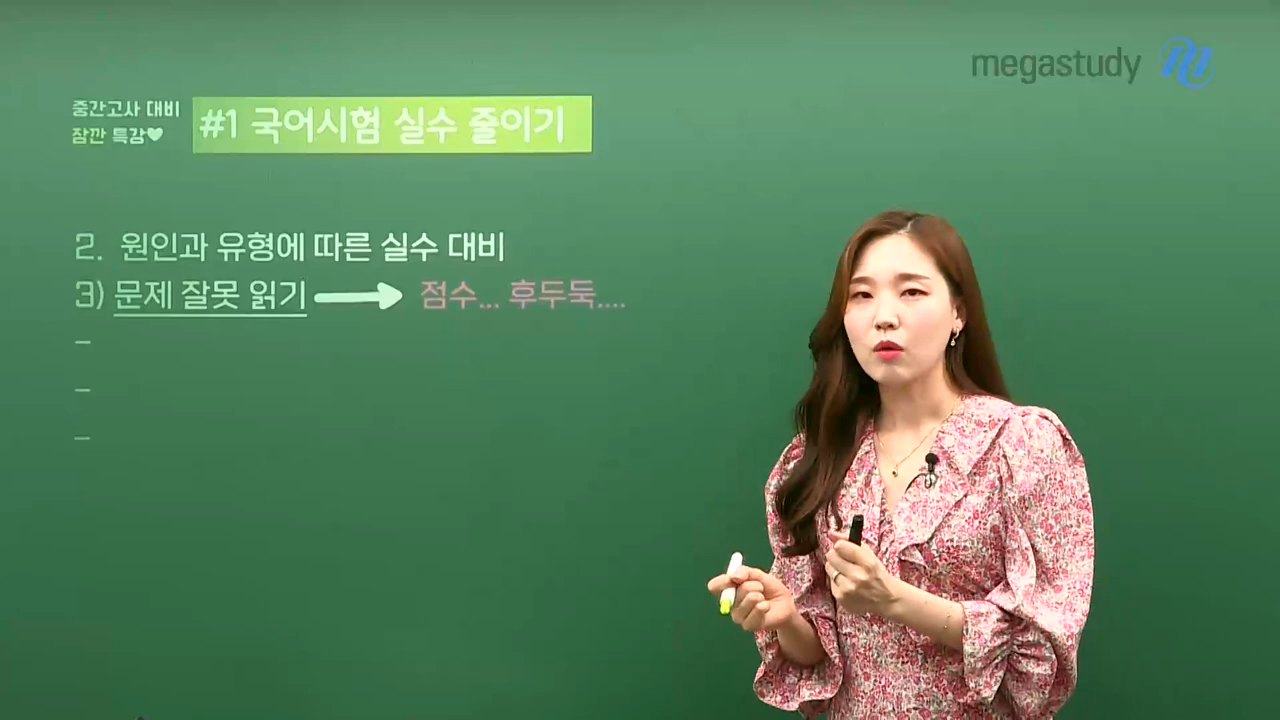 megastudy
중간고사 대비
잠깐 특강♥
#1 국어시험 실수 줄이기
2. 원인과 유형에 따른 실수 대비
3) 문제 잘못 읽기 → 점수... 후두둑....
-
-
-